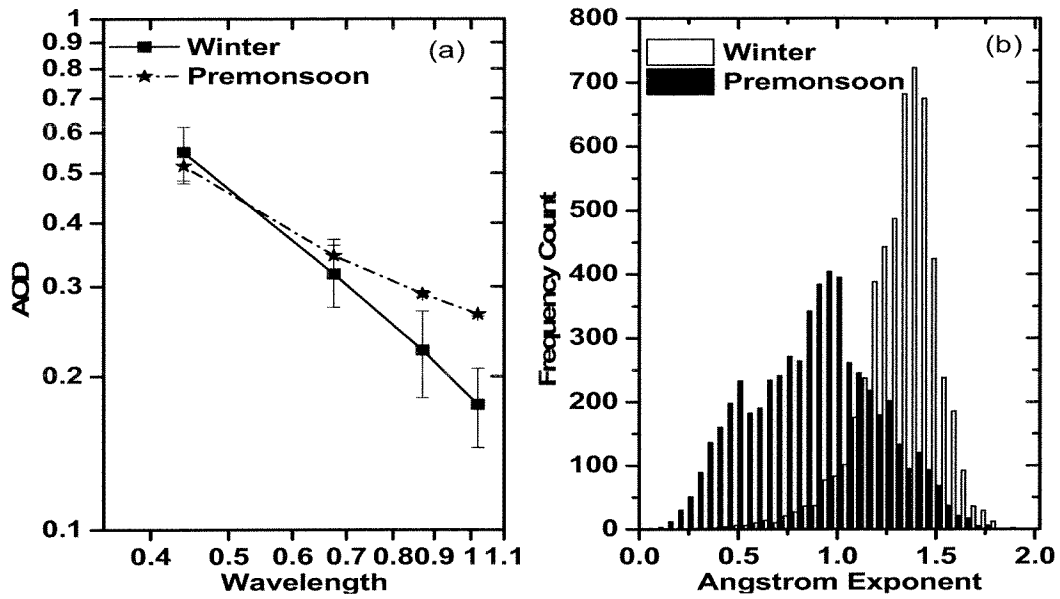 (a)
Winter
Premonsoon
AOD
1
0.9
0.8
0.7
0.6
0.5
0.4
0.3
0.2
0.1
0.4 0.5 0.6 0.7 0.8 0.9 1 1.1
Wavelength
(b)
Winter
Premonsoon
Frequency Count
800
700
600
500
400
300
200
100
0
0.0 0.5 1.0 1.5 2.0
Angstrom Exponent